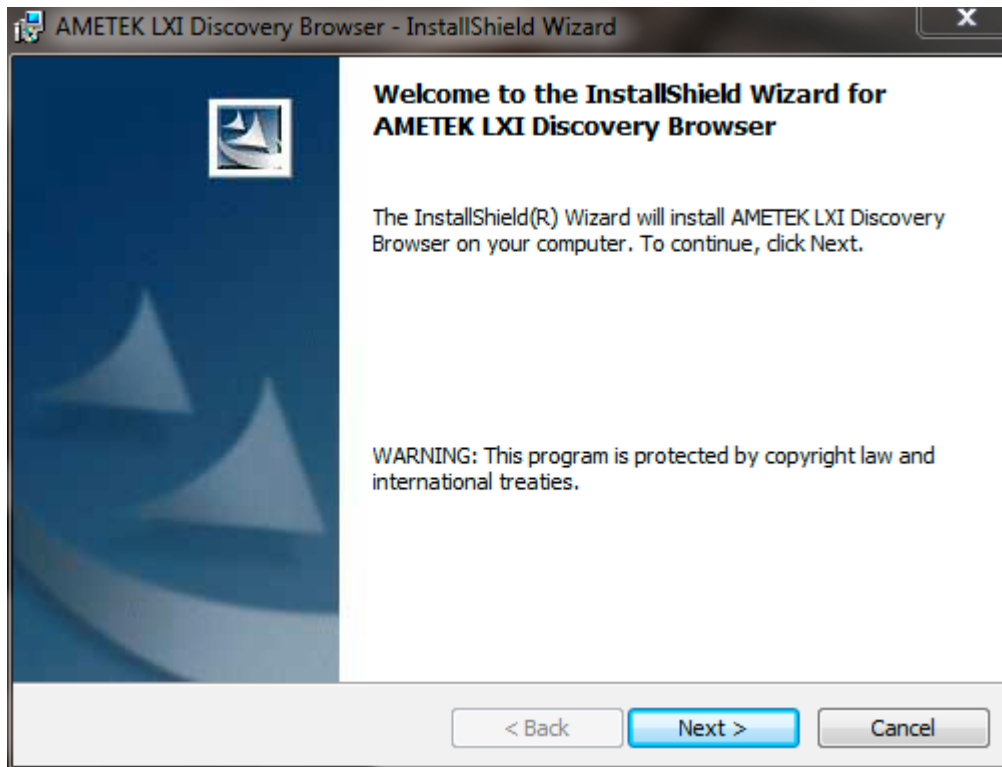 AMETEK LXI Discovery Browser - InstallShield Wizard
X
Welcome to the InstallShield Wizard for
AMETEK LXI Discovery Browser
The InstallShield(R) Wizard will install AMETEK LXI Discovery
Browser on your computer. To continue, click Next.
WARNING: This program is protected by copyright law and
international treaties.
< Back
Next >
Cancel